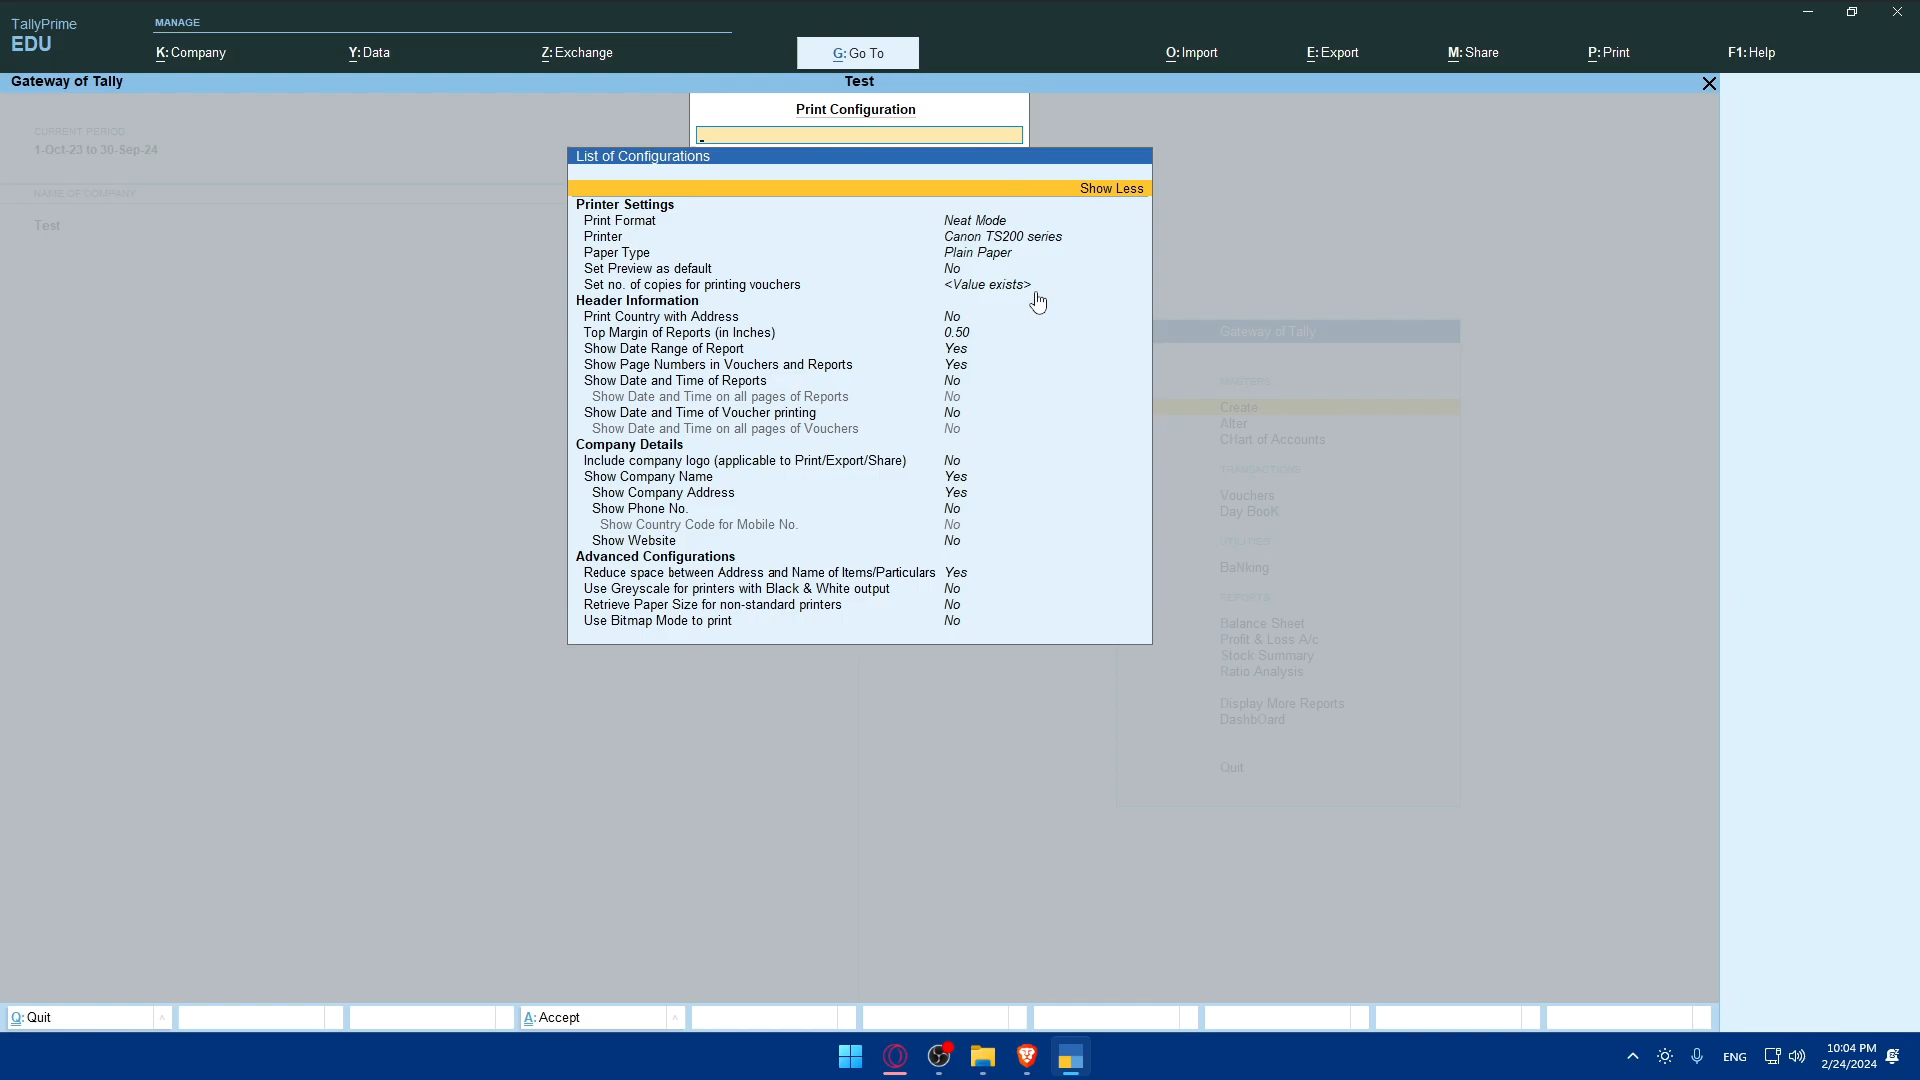 TallyPrime
EDU
MANAGE
K: Company
Y: Data
Z: Exchange
G: Go To
O: Import
E: Export
M: Share
P: Print
F1: Help
Gateway of Tally
Test
Print Configuration
CURRENT PERIOD
1-Oct-23 to 30-Sep-24
NAME OF COMPANY
Test
List of Configurations
Show Less
Printer Settings
Print Format Neat Mode
Printer Canon TS200 series
Paper Type Plain Paper
Set Preview as default No
Set no. of copies for printing vouchers <Value exists>
Header Information
Print Country with Address No
Top Margin of Reports (in Inches) 0.50
Show Date Range of Report Yes
Show Page Numbers in Vouchers and Reports Yes
Show Date and Time of Reports No
Show Date and Time on all pages of Reports No
Show Date and Time of Voucher printing No
Show Date and Time on all pages of Vouchers No
Company Details
Include company logo (applicable to Print/Export/Share) No
Show Company Name Yes
Show Company Address Yes
Show Phone No. No
Show Country Code for Mobile No. No
Show Website No
Advanced Configurations
Reduce space between Address and Name of Items/Particulars Yes
Use Greyscale for printers with Black & White output No
Retrieve Paper Size for non-standard printers No
Use Bitmap Mode to print No
Gateway of Tally
MASTERS
Create
Alter
CHart of Accounts
TRANSACTIONS
Vouchers
Day BooK
UTILITIES
BaNking
REPORTS
Balance Sheet
Profit & Loss A/c
Stock Summary
Ratio Analysis
Display More Reports
DashbOard
Quit
Q: Quit
A: Accept
ENG
10:04 PM
2/24/2024